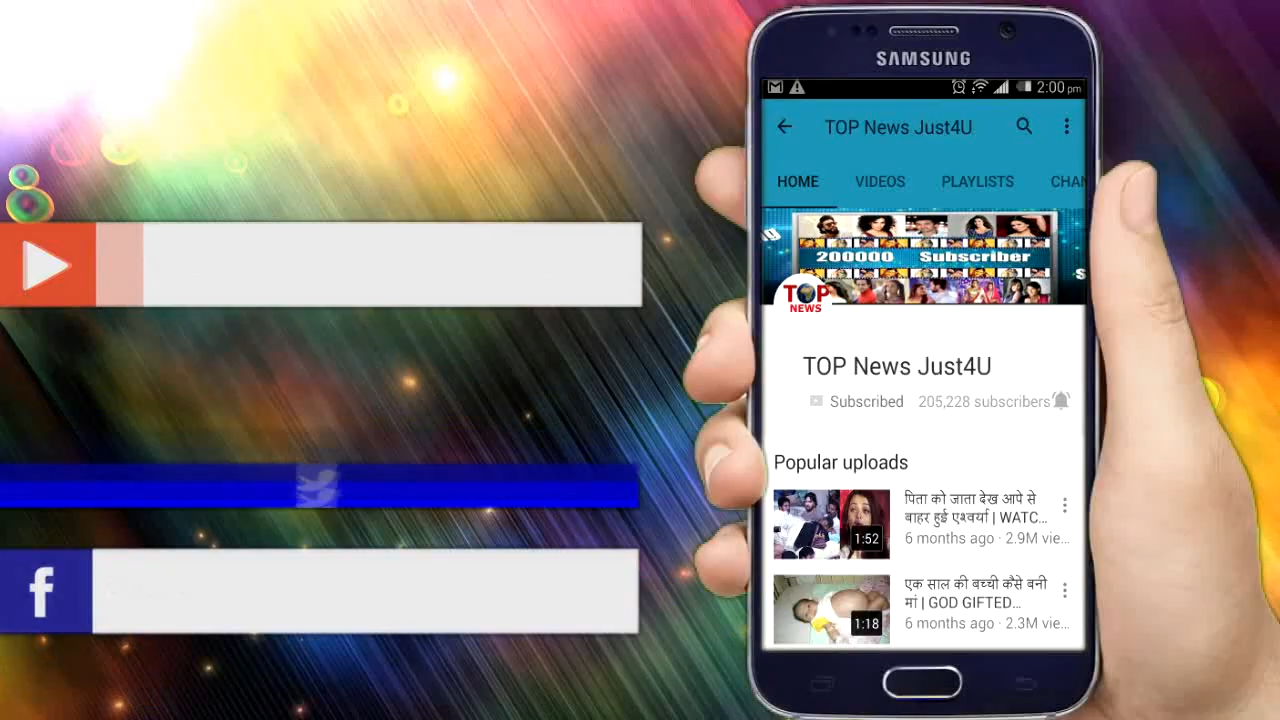 SAMSUNG
2:00 pm
TOP News Just4U
HOME VIDEOS PLAYLISTS CHAN
200000 Subscriber
TOP
NEWS
TOP News Just4U
Subscribed 205,228 subscribers
Popular uploads
पिता को जाता देख आपे से
बाहर हुई एश्वर्या | WATC...
6 months ago · 2.9M vie...
1:52
एक साल की बच्ची कैसे बनी
मां | GOD GIFTED...
6 months ago · 2.3M vie...
1:18
f